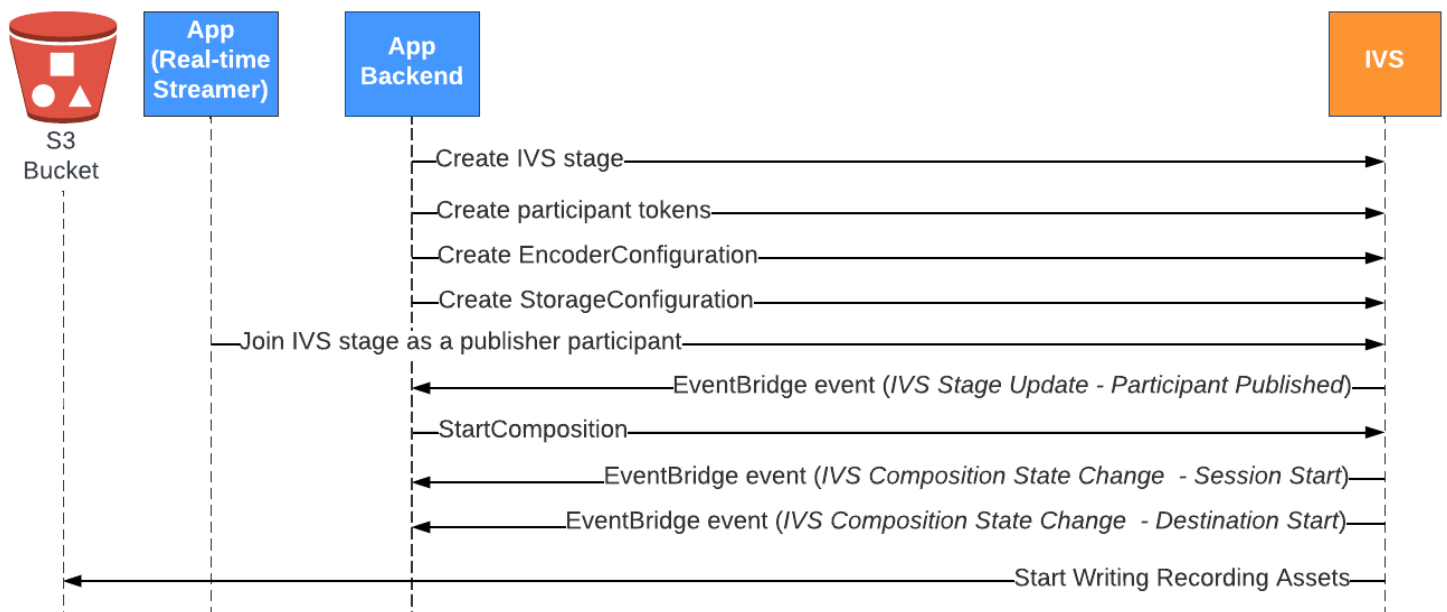 App
(Real-time
Streamer)
App
Backend
IVS
S3
Bucket
Create IVS stage
Create participant tokens
Create EncoderConfiguration
Create StorageConfiguration
Join IVS stage as a publisher participant
EventBridge event (IVS Stage Update - Participant Published)
StartComposition
EventBridge event (IVS Composition State Change - Session Start)
EventBridge event (IVS Composition State Change - Destination Start)
Start Writing Recording Assets